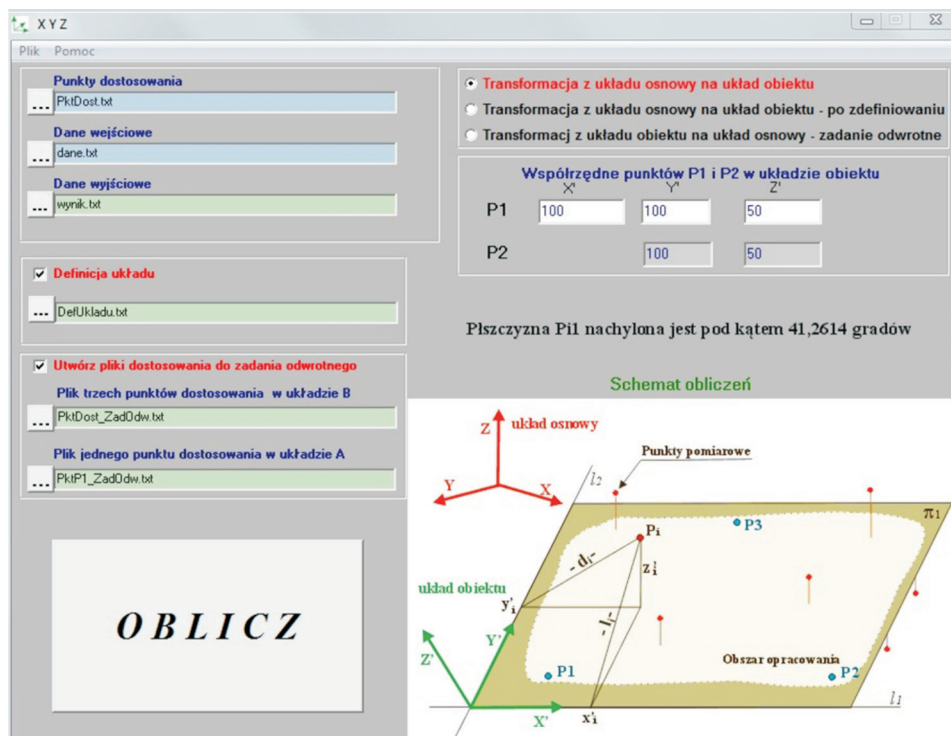 X Y Z
Plik Pomoc
Punkty dostosowania
... PktDost.txt
Dane wejściowe
... dane.txt
Dane wyjściowe
... wynik.txt
Definicja układu
... DefUkladu.txt
Utwórz pliki dostosowania do zadania odwrotnego
Plik trzech punktów dostosowania w układzie B
... PktDost_ZadOdw.txt
Plik jednego punktu dostosowania w układzie A
... PktP1_ZadOdw.txt
OBLICZ
Transformacja z układu osnowy na układ obiektu
Transformacja z układu osnowy na układ obiektu - po zdefiniowaniu
Transformacj z układu obiektu na układ osnowy - zadanie odwrotne
Współrzędne punktów P1 i P2 w układzie obiektu
X' Y' Z'
P1 100 100 50
P2 100 50
Płszczyzna Pi1 nachylona jest pod kątem 41,2614 gradów
Schemat obliczeń
Z układ osnowy
Y X
Punkty pomiarowe
l₂
π₁
Pi
P3
- dᵢ -
z'ᵢ
układ obiektu
y'ᵢ
- lᵢ -
Y'
Z'
Obszar opracowania
P1
P2
X'
x'ᵢ
l₁